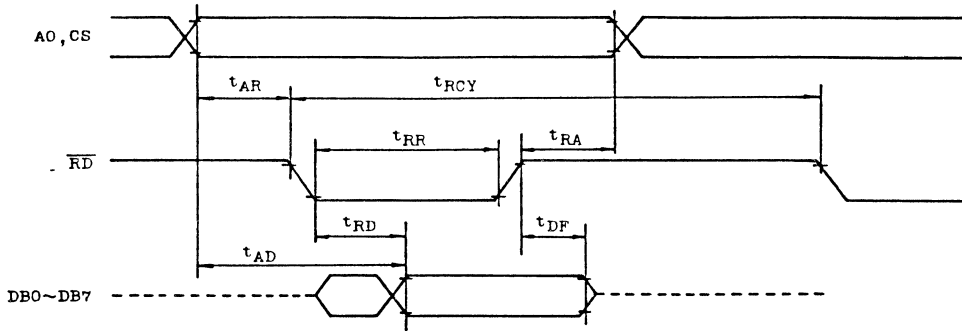 A0,CS
tAR
tRCY
tRR
tRA
RD
tRD
tDF
tAD
DB0~DB7